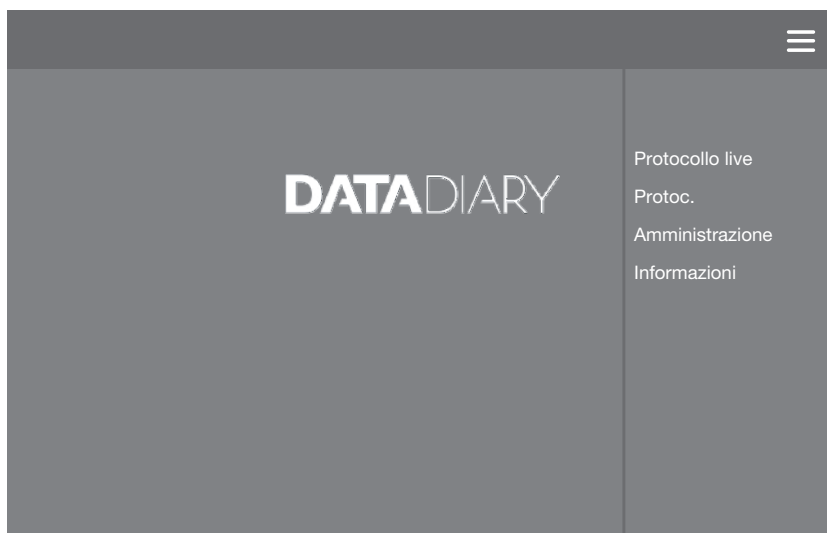 DATADIARY
Protocollo live
Protoc.
Amministrazione
Informazioni